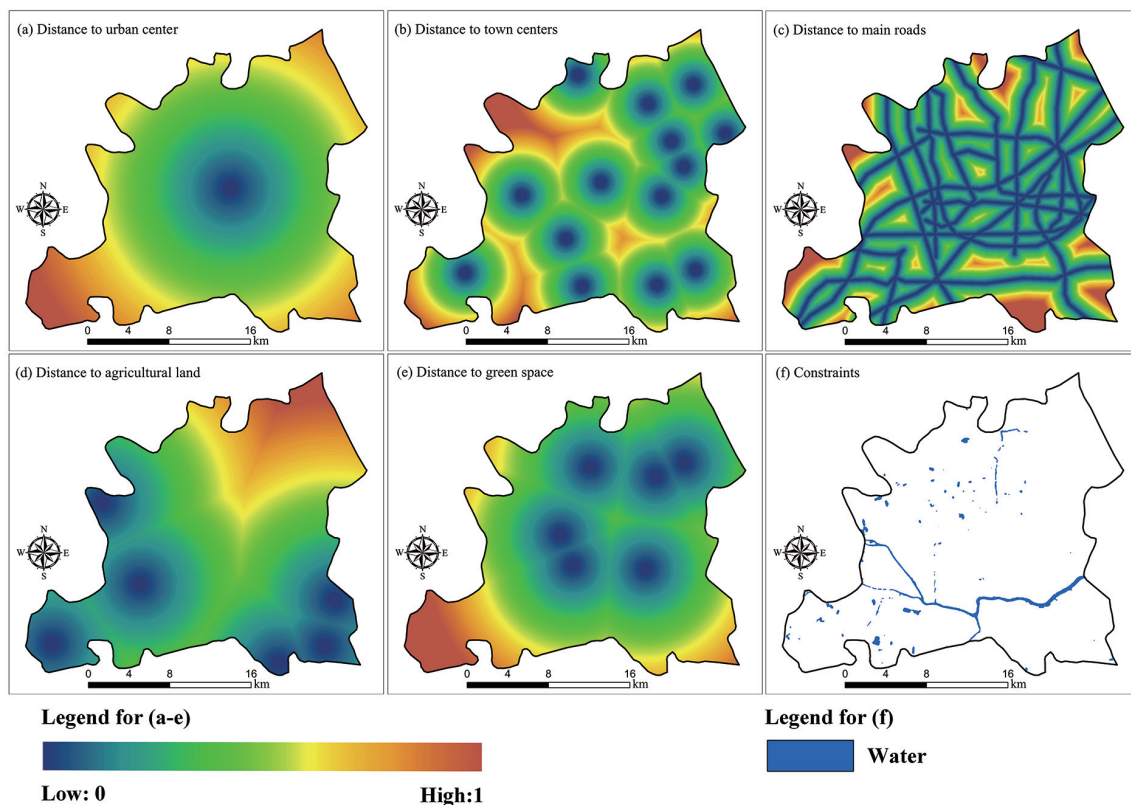 (a) Distance to urban center
(b) Distance to town centers
(c) Distance to main roads
N
W E
S
N
W E
S
N
W E
S
0 4 8 16
km
0 4 8 16
km
0 4 8 16
km
(d) Distance to agricultural land
(e) Distance to green space
(f) Constraints
N
W E
S
N
W E
S
N
W E
S
0 4 8 16
km
0 4 8 16
km
0 4 8 16
km
Legend for (a-e)
Low: 0 High:1
Legend for (f)
Water